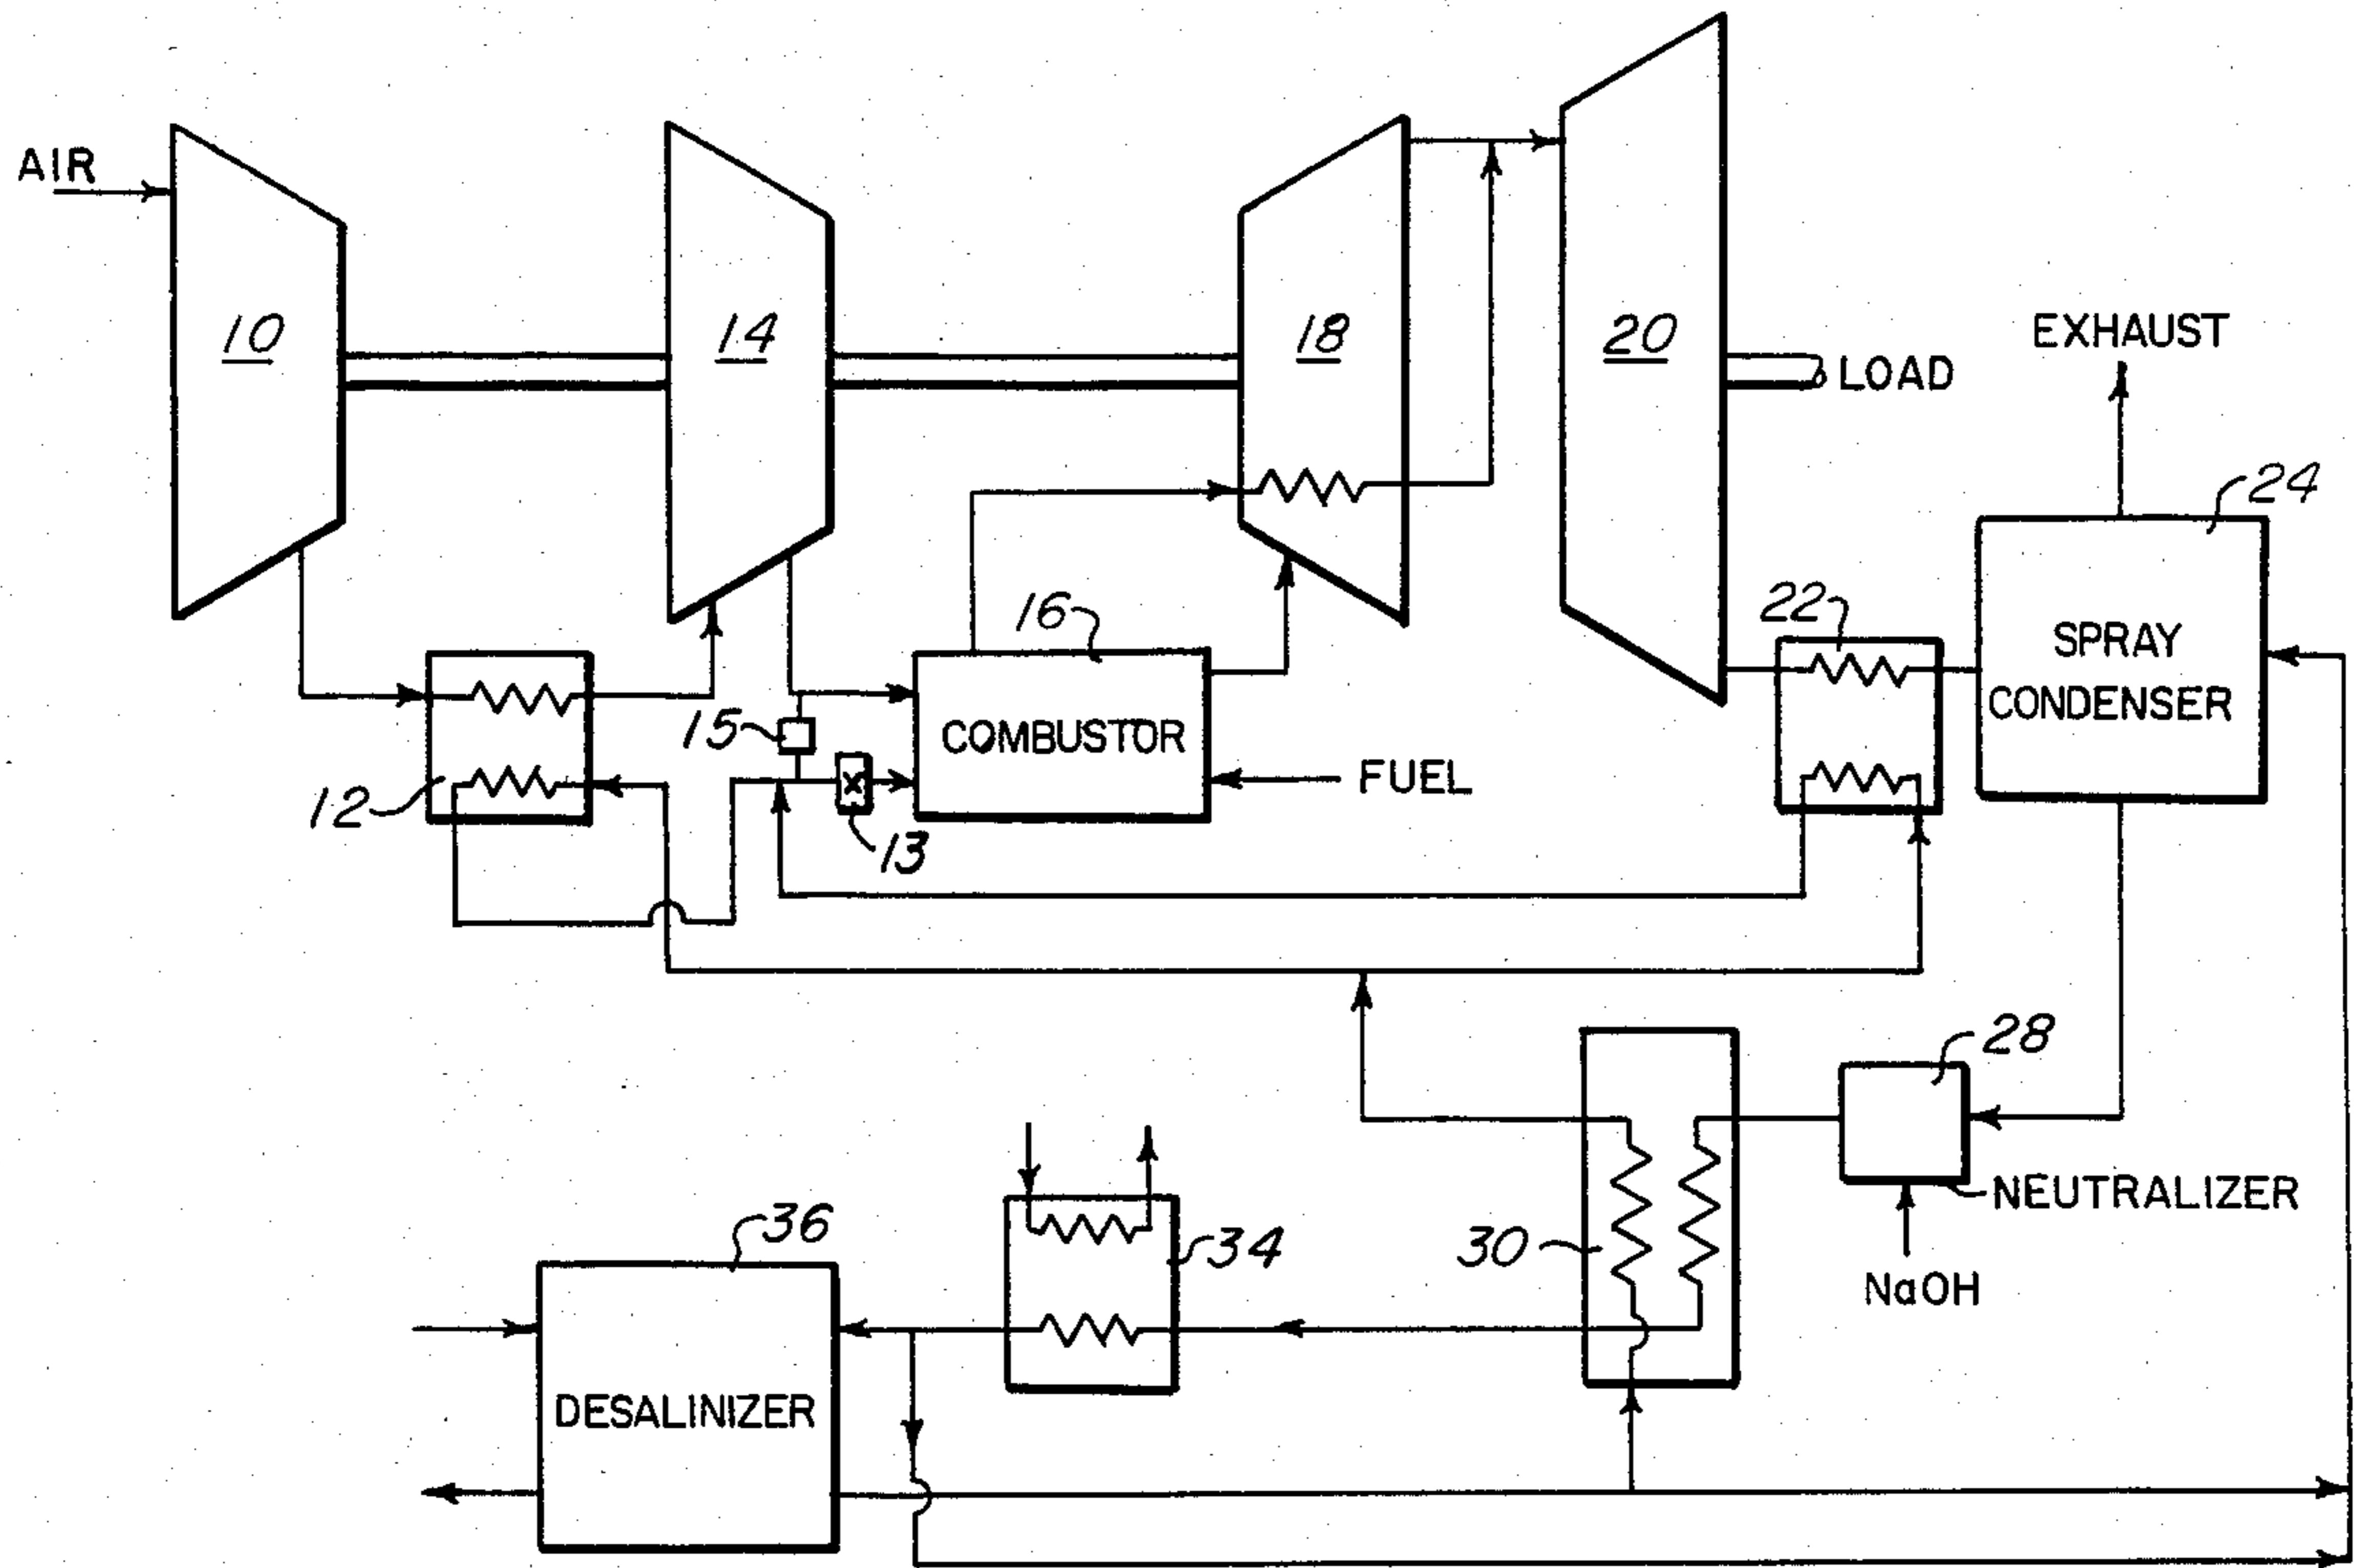 AIR
10
14
18
20
LOAD
EXHAUST
24
SPRAY
CONDENSER
22
16
COMBUSTOR
15
FUEL
12
13
28
NEUTRALIZER
NaOH
30
34
36
DESALINIZER